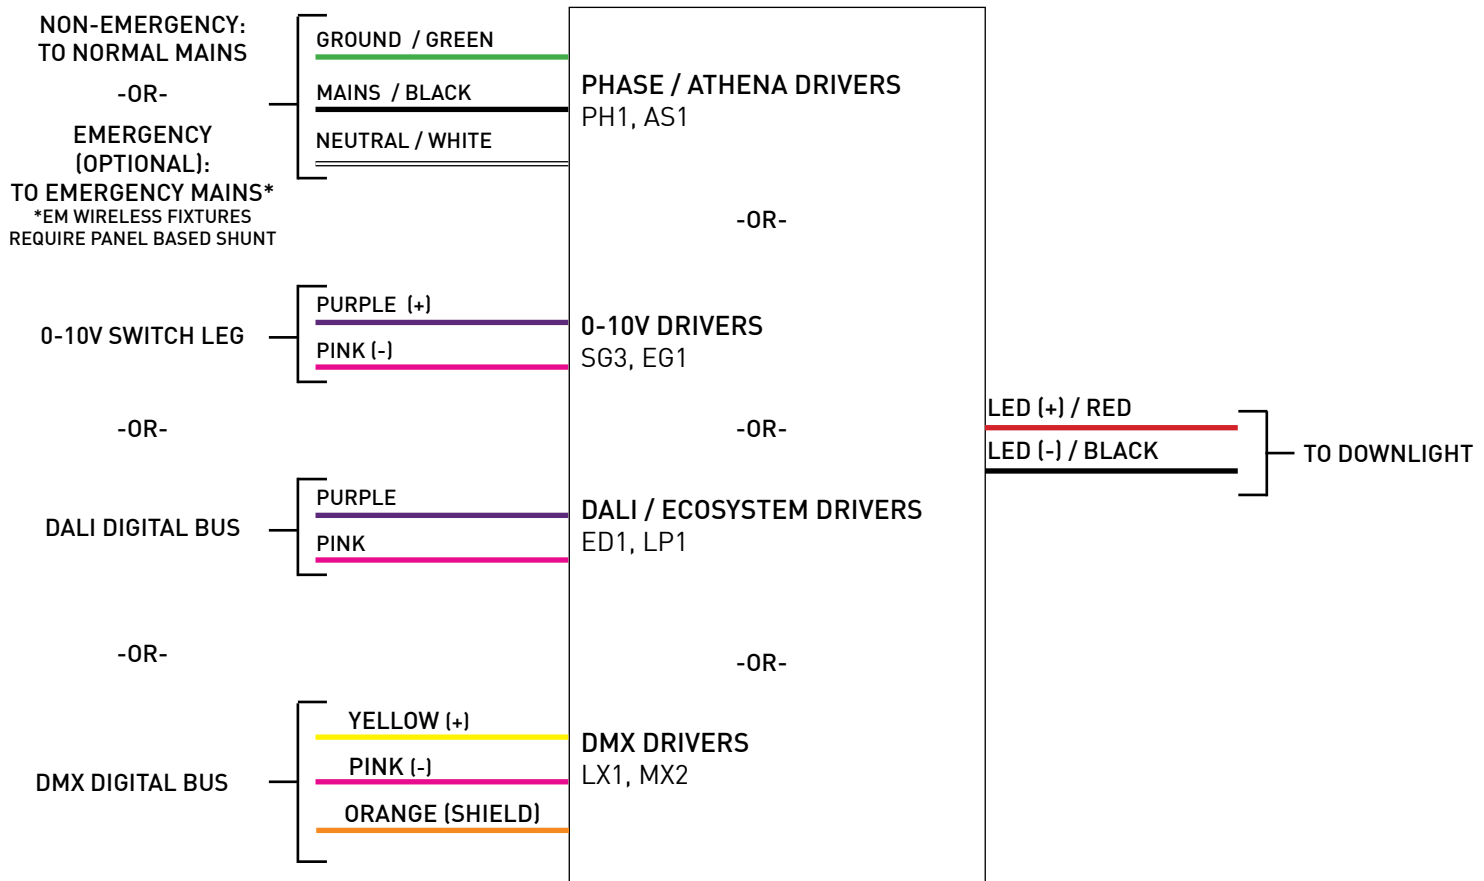 NON-EMERGENCY:
TO NORMAL MAINS
-OR-
EMERGENCY
(OPTIONAL):
TO EMERGENCY MAINS*
*EM WIRELESS FIXTURES
REQUIRE PANEL BASED SHUNT
GROUND / GREEN
MAINS / BLACK
NEUTRAL / WHITE
PHASE / ATHENA DRIVERS
PH1, AS1
-OR-
0-10V SWITCH LEG
PURPLE (+)
PINK (-)
0-10V DRIVERS
SG3, EG1
-OR-
-OR-
LED (+) / RED
LED (-) / BLACK
TO DOWNLIGHT
DALI DIGITAL BUS
PURPLE
PINK
DALI / ECOSYSTEM DRIVERS
ED1, LP1
-OR-
-OR-
DMX DIGITAL BUS
YELLOW (+)
PINK (-)
ORANGE (SHIELD)
DMX DRIVERS
LX1, MX2